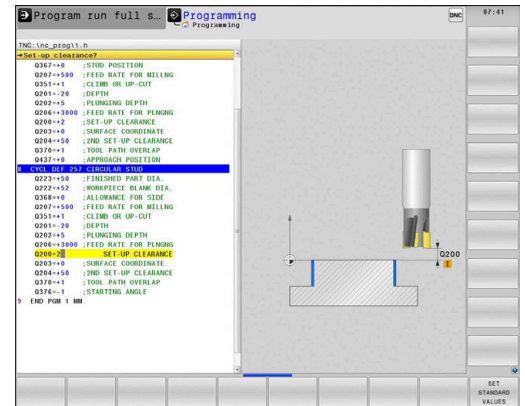 Program run full s...
Programming
Programming
DNC
07:41
TNC:\nc_prog\1.h
→Set-up clearance?
Q367=+0 ;STUD POSITION
Q207=+500 ;FEED RATE FOR MILLNG
Q351=+1 ;CLIMB OR UP-CUT
Q201=-20 ;DEPTH
Q202=+5 ;PLUNGING DEPTH
Q206=+3000 ;FEED RATE FOR PLNGNG
Q200=+2 ;SET-UP CLEARANCE
Q203=+0 ;SURFACE COORDINATE
Q204=+50 ;2ND SET-UP CLEARANCE
Q370=+1 ;TOOL PATH OVERLAP
Q437=+0 ;APPROACH POSITION
8 CYCL DEF 257 CIRCULAR STUD
Q223=+50 ;FINISHED PART DIA.
Q222=+52 ;WORKPIECE BLANK DIA.
Q368=+0 ;ALLOWANCE FOR SIDE
Q207=+500 ;FEED RATE FOR MILLNG
Q351=+1 ;CLIMB OR UP-CUT
Q201=-20 ;DEPTH
Q202=+5 ;PLUNGING DEPTH
Q206=+3000 ;FEED RATE FOR PLNGNG
Q200=2 SET-UP CLEARANCE
Q203=+0 ;SURFACE COORDINATE
Q204=+50 ;2ND SET-UP CLEARANCE
Q370=+1 ;TOOL PATH OVERLAP
Q376=-1 ;STARTING ANGLE
9 END PGM 1 MM
Q200
I
SET
STANDARD
VALUES